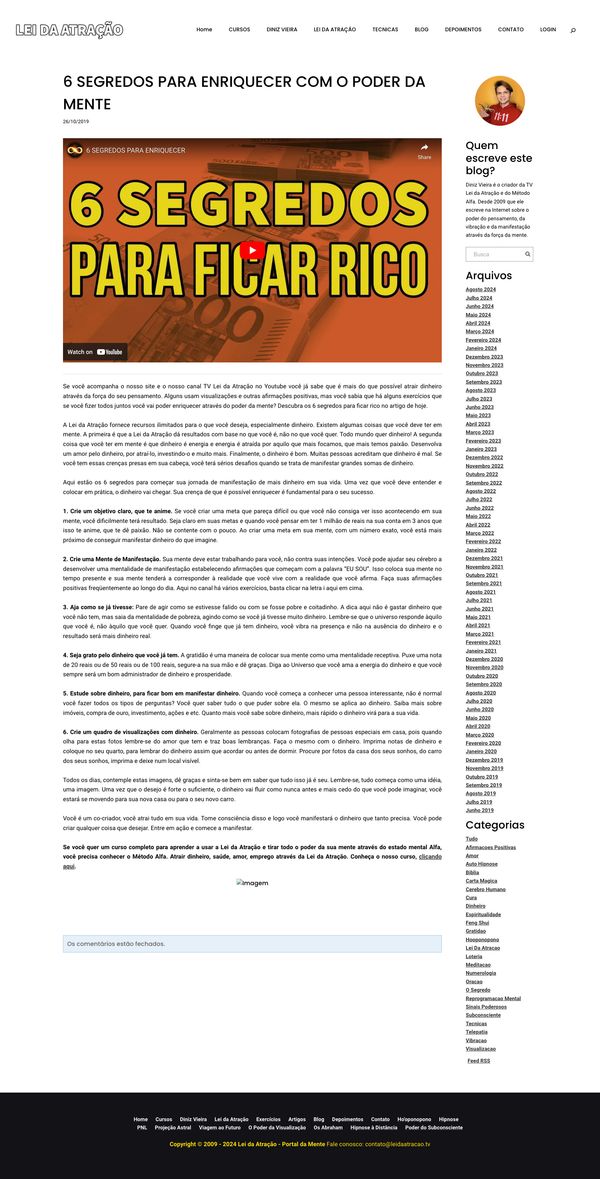 LEI DA ATRAÇÃO
Home CURSOS DINIZ VIEIRA LEI DA ATRAÇÃO TECNICAS BLOG DEPOIMENTOS CONTATO LOGIN
6 SEGREDOS PARA ENRIQUECER COM O PODER DA
MENTE
26/10/2019
6 SEGREDOS PARA ENRIQUECER
Share
6 SEGREDOS
PARA FICAR RICO
Watch on YouTube
Se você acompanha o nosso site e o nosso canal TV Lei da Atração no Youtube você já sabe que é mais do que possível atrair dinheiro
através da força do seu pensamento. Alguns usam visualizações e outras afirmações positivas, mas você sabia que há alguns exercícios que
se você fizer todos juntos você vai poder enriquecer através do poder da mente? Descubra os 6 segredos para ficar rico no artigo de hoje.
A Lei da Atração fornece recursos ilimitados para o que você deseja, especialmente dinheiro. Existem algumas coisas que você deve ter em
mente. A primeira é que a Lei da Atração dá resultados com base no que você é, não no que você quer. Todo mundo quer dinheiro! A segunda
coisa que você ter em mente é que dinheiro é energia e energia é atraída por aquilo que mais focamos, que mais temos paixão. Desenvolva
um amor pelo dinheiro, por atraí-lo, investindo-o e muito mais. Finalmente, o dinheiro é bom. Muitas pessoas acreditam que dinheiro é mal. Se
você tem essas crenças presas em sua cabeça, você terá sérios desafios quando se trata de manifestar grandes somas de dinheiro.
Aqui estão os 6 segredos para começar sua jornada de manifestação de mais dinheiro em sua vida. Uma vez que você deve entender e
colocar em prática, o dinheiro vai chegar. Sua crença de que é possível enriquecer é fundamental para o seu sucesso.
1. Crie um objetivo claro, que te anime. Se você criar uma meta que pareça difícil ou que você não consiga ver isso acontecendo em sua
mente, você dificilmente terá resultado. Seja claro em suas metas e quando você pensar em ter 1 milhão de reais na sua conta em 3 anos que
isso te anime, que te dê paixão. Não se contente com o pouco. Ao criar uma meta em sua mente, com um número exato, você está mais
próximo de conseguir manifestar dinheiro do que imagine.
2. Crie uma Mente de Manifestação. Sua mente deve estar trabalhando para você, não contra suas intenções. Você pode ajudar seu cérebro a
desenvolver uma mentalidade de manifestação estabelecendo afirmações que começam com a palavra “EU SOU”. Isso coloca sua mente no
tempo presente e sua mente tenderá a corresponder à realidade que você vive com a realidade que você afirma. Faça suas afirmações
positivas freqüentemente ao longo do dia. Aqui no canal há vários exercícios, basta clicar na letra i aqui em cima.
3. Aja como se já tivesse: Pare de agir como se estivesse falido ou com se fosse pobre e coitadinho. A dica aqui não é gastar dinheiro que
você não tem, mas saia da mentalidade de pobreza, agindo como se você já tivesse muito dinheiro. Lembre-se que o universo responde àquilo
que você é, não àquilo que você quer. Quando você finge que já tem dinheiro, você vibra na presença e não na ausência do dinheiro e o
resultado será mais dinheiro real.
4. Seja grato pelo dinheiro que você já tem. A gratidão é uma maneira de colocar sua mente como uma mentalidade receptiva. Puxe uma nota
de 20 reais ou de 50 reais ou de 100 reais, segure-a na sua mão e dê graças. Diga ao Universo que você ama a energia do dinheiro e que você
sempre será um bom administrador de dinheiro e prosperidade.
5. Estude sobre dinheiro, para ficar bom em manifestar dinheiro. Quando você começa a conhecer uma pessoa interessante, não é normal
você fazer todos os tipos de perguntas? Você quer saber tudo o que puder sobre ela. O mesmo se aplica ao dinheiro. Saiba mais sobre
imóveis, compra de ouro, investimento, ações e etc. Quanto mais você sabe sobre dinheiro, mais rápido o dinheiro virá para a sua vida.
6. Crie um quadro de visualizações com dinheiro. Geralmente as pessoas colocam fotografias de pessoas especiais em casa, pois quando
olha para estas fotos lembre-se do amor que tem e traz boas lembranças. Faça o mesmo com o dinheiro. Imprima notas de dinheiro e
coloque no seu quarto, para lembrar do dinheiro assim que acordar ou antes de dormir. Procure por fotos da casa dos seus sonhos, do carro
dos seus sonhos, imprima e deixe num local visível.
Todos os dias, contemple estas imagens, dê graças e sinta-se bem em saber que tudo isso já é seu. Lembre-se, tudo começa como uma idéia,
uma imagem. Uma vez que o desejo é forte o suficiente, o dinheiro vai fluir como nunca antes e mais cedo do que você pode imaginar, você
estará se movendo para sua nova casa ou para o seu novo carro.
Você é um co-criador, você atrai tudo em sua vida. Tome consciência disso e logo você manifestará o dinheiro que tanto precisa. Você pode
criar qualquer coisa que desejar. Entre em ação e comece a manifestar.
Se você quer um curso completo para aprender a usar a Lei da Atração e tirar todo o poder da sua mente através do estado mental Alfa,
você precisa conhecer o Método Alfa. Atrair dinheiro, saúde, amor, emprego através da Lei da Atração. Conheça o nosso curso, clicando
aqui.
Imagem
Os comentários estão fechados.
11:11
Quem
escreve este
blog?
Diniz Vieira é o criador da TV
Lei da Atração e do Método
Alfa. Desde 2009 que ele
escreve na Internet sobre o
poder do pensamento, da
vibração e da manifestação
através da força da mente.
Busca
Arquivos
Agosto 2024
Julho 2024
Junho 2024
Maio 2024
Abril 2024
Março 2024
Fevereiro 2024
Janeiro 2024
Dezembro 2023
Novembro 2023
Outubro 2023
Setembro 2023
Agosto 2023
Julho 2023
Junho 2023
Maio 2023
Abril 2023
Março 2023
Fevereiro 2023
Janeiro 2023
Dezembro 2022
Novembro 2022
Outubro 2022
Setembro 2022
Agosto 2022
Julho 2022
Junho 2022
Maio 2022
Abril 2022
Março 2022
Fevereiro 2022
Janeiro 2022
Dezembro 2021
Novembro 2021
Outubro 2021
Setembro 2021
Agosto 2021
Julho 2021
Junho 2021
Maio 2021
Abril 2021
Março 2021
Fevereiro 2021
Janeiro 2021
Dezembro 2020
Novembro 2020
Outubro 2020
Setembro 2020
Agosto 2020
Julho 2020
Junho 2020
Maio 2020
Abril 2020
Março 2020
Fevereiro 2020
Janeiro 2020
Dezembro 2019
Novembro 2019
Outubro 2019
Setembro 2019
Agosto 2019
Julho 2019
Junho 2019
Categorias
Tudo
Afirmacoes Positivas
Amor
Auto Hipnose
Bíblia
Carta Magica
Cerebro Humano
Cura
Dinheiro
Espiritualidade
Feng Shui
Gratidao
Hooponopono
Lei Da Atracao
Loteria
Meditacao
Numerologia
Oracao
O Segredo
Reprogramacao Mental
Sinais Poderosos
Subconsciente
Tecnicas
Telepatia
Vibracao
Visualizacao
Feed RSS
Home Cursos Diniz Vieira Lei da Atração Exercícios Artigos Blog Depoimentos Contato Ho'oponopono Hipnose
PNL Projeção Astral Viagem ao Futuro O Poder da Visualização Os Abraham Hipnose à Distância Poder do Subconsciente
Copyright © 2009 - 2024 Lei da Atração - Portal da Mente Fale conosco: contato@leidaatracao.tv